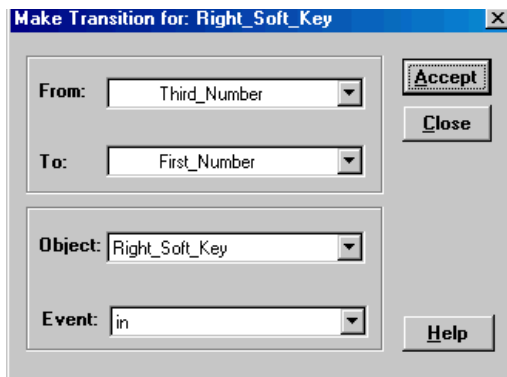 Make Transition for: Right_Soft_Key
From: Third_Number
Accept
Close
To: First_Number
Object: Right_Soft_Key
Event: in
Help